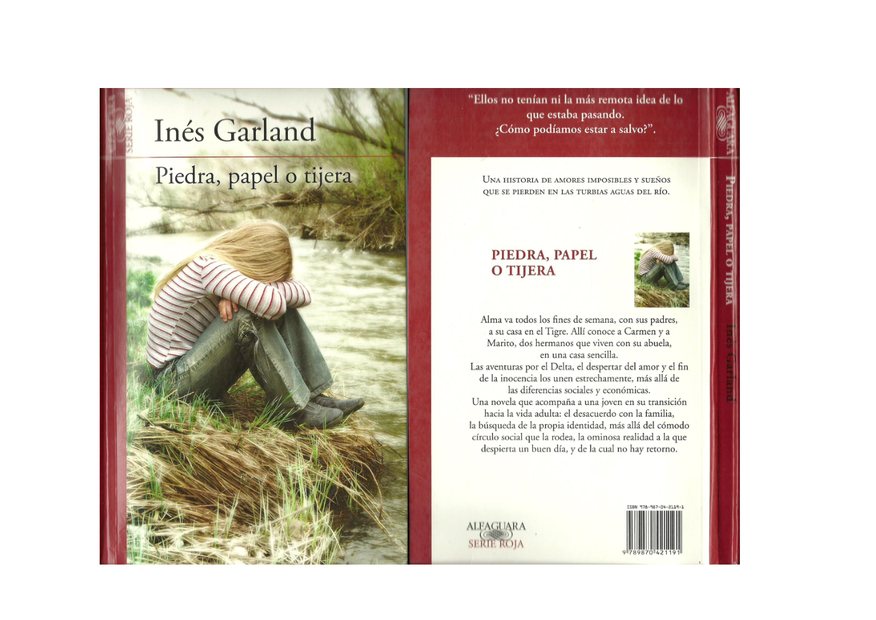 SERIE ROJA
Inés Garland
Piedra, papel o tijera
“Ellos no tenían ni la más remota idea de lo
que estaba pasando.
¿Cómo podíamos estar a salvo?”.
Una historia de amores imposibles y sueños
que se pierden en las turbias aguas del río.
PIEDRA, PAPEL
O TIJERA
Alma va todos los fines de semana, con sus padres,
a su casa en el Tigre. Allí conoce a Carmen y a
Marito, dos hermanos que viven con su abuela,
en una casa sencilla.
Las aventuras por el Delta, el despertar del amor y el fin
de la inocencia los unen estrechamente, más allá de
las diferencias sociales y económicas.
Una novela que acompaña a una joven en su transición
hacia la vida adulta: el desacuerdo con la familia,
la búsqueda de la propia identidad, más allá del cómodo
círculo social que la rodea, la ominosa realidad a la que
despierta un buen día, y de la cual no hay retorno.
ALFAGUARA
SERIE ROJA
ISBN 978-987-04-2119-1
9789870421191
ALFAGUARA
Piedra, papel o tijera
Inés Garland